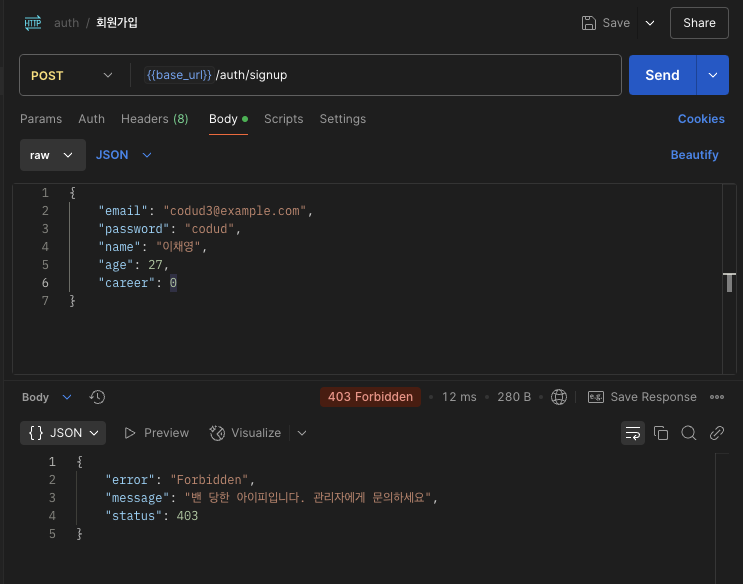 HTTP auth / 회원가입 Save Share
POST {{base_url}} /auth/signup Send
Params Auth Headers (8) Body Scripts Settings Cookies
raw JSON Beautify
1 {
2 "email": "codud3@example.com",
3 "password": "codud",
4 "name": "이채영",
5 "age": 27,
6 "career": 0
7 }
Body 403 Forbidden 12 ms 280 B e.g. Save Response
{} JSON Preview Visualize
1 {
2 "error": "Forbidden",
3 "message": "밴 당한 아이피입니다. 관리자에게 문의하세요",
4 "status": 403
5 }